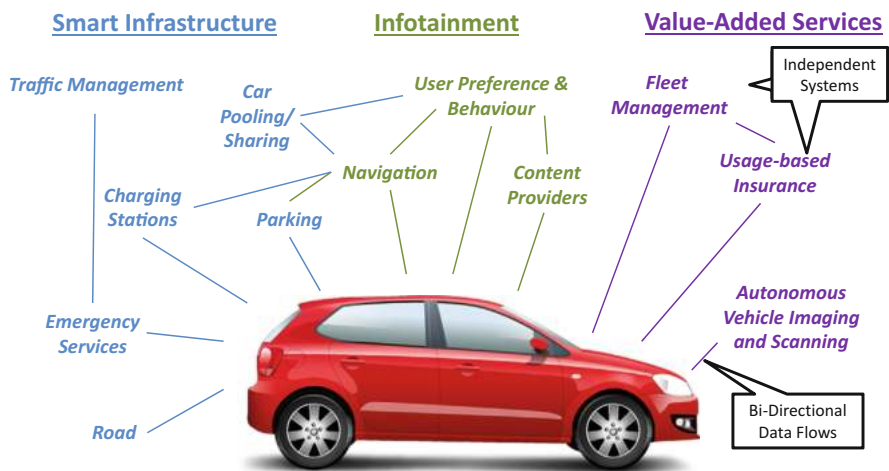 Smart Infrastructure
Infotainment
Value-Added Services
Traffic Management
Car
Pooling/
Sharing
User Preference &
Behaviour
Fleet
Management
Independent
Systems
Navigation
Content
Providers
Usage-based
Insurance
Charging
Stations
Parking
Emergency
Services
Autonomous
Vehicle Imaging
and Scanning
Road
Bi-Directional
Data Flows